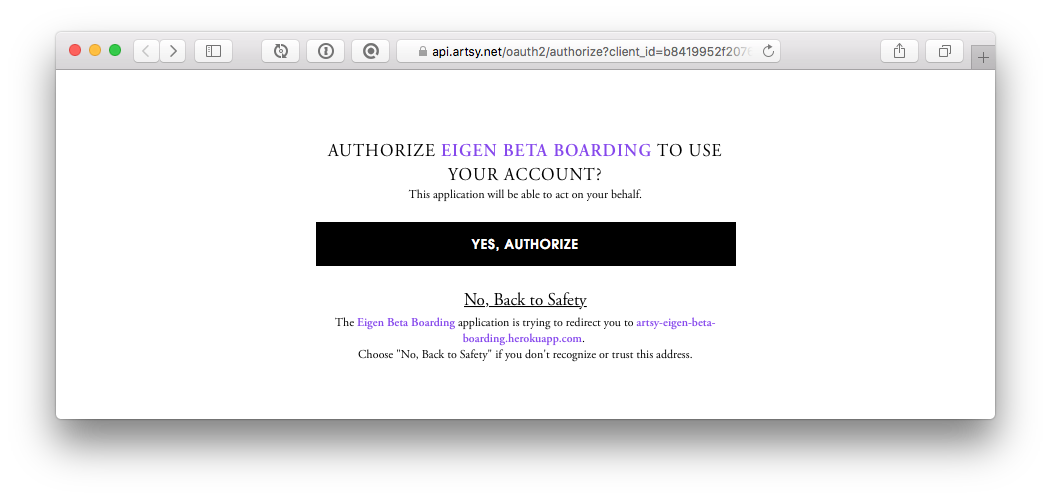 api.artsy.net/oauth2/authorize?client_id=b8419952f207
AUTHORIZE EIGEN BETA BOARDING TO USE
YOUR ACCOUNT?
This application will be able to act on your behalf.
YES, AUTHORIZE
No, Back to Safety
The Eigen Beta Boarding application is trying to redirect you to artsy-eigen-beta-
boarding.herokuapp.com.
Choose "No, Back to Safety" if you don't recognize or trust this address.